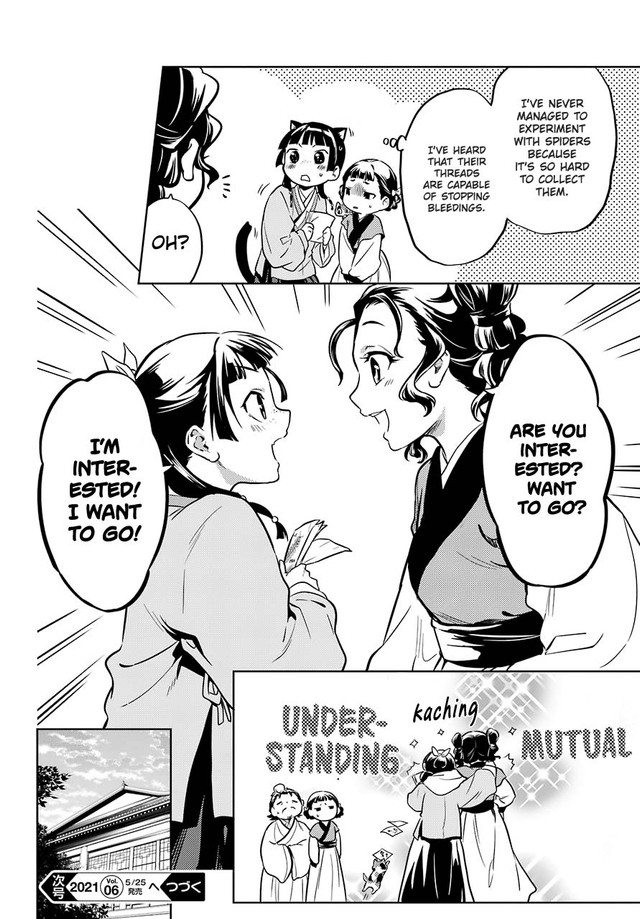 I'VE NEVER
MANAGED TO
EXPERIMENT
WITH SPIDERS
BECAUSE
IT'S SO HARD
TO COLLECT
THEM.
I'VE HEARD
THAT THEIR
THREADS
ARE CAPABLE
OF STOPPING
BLEEDINGS.
OH?
ARE YOU
INTER-
ESTED?
WANT
TO GO?
I'M
INTER-
ESTED!
I WANT
TO GO!
MUTUAL
kaching
UNDER-
STANDING
次号 2021 Vol. 06 5/25 発売 へ つづく